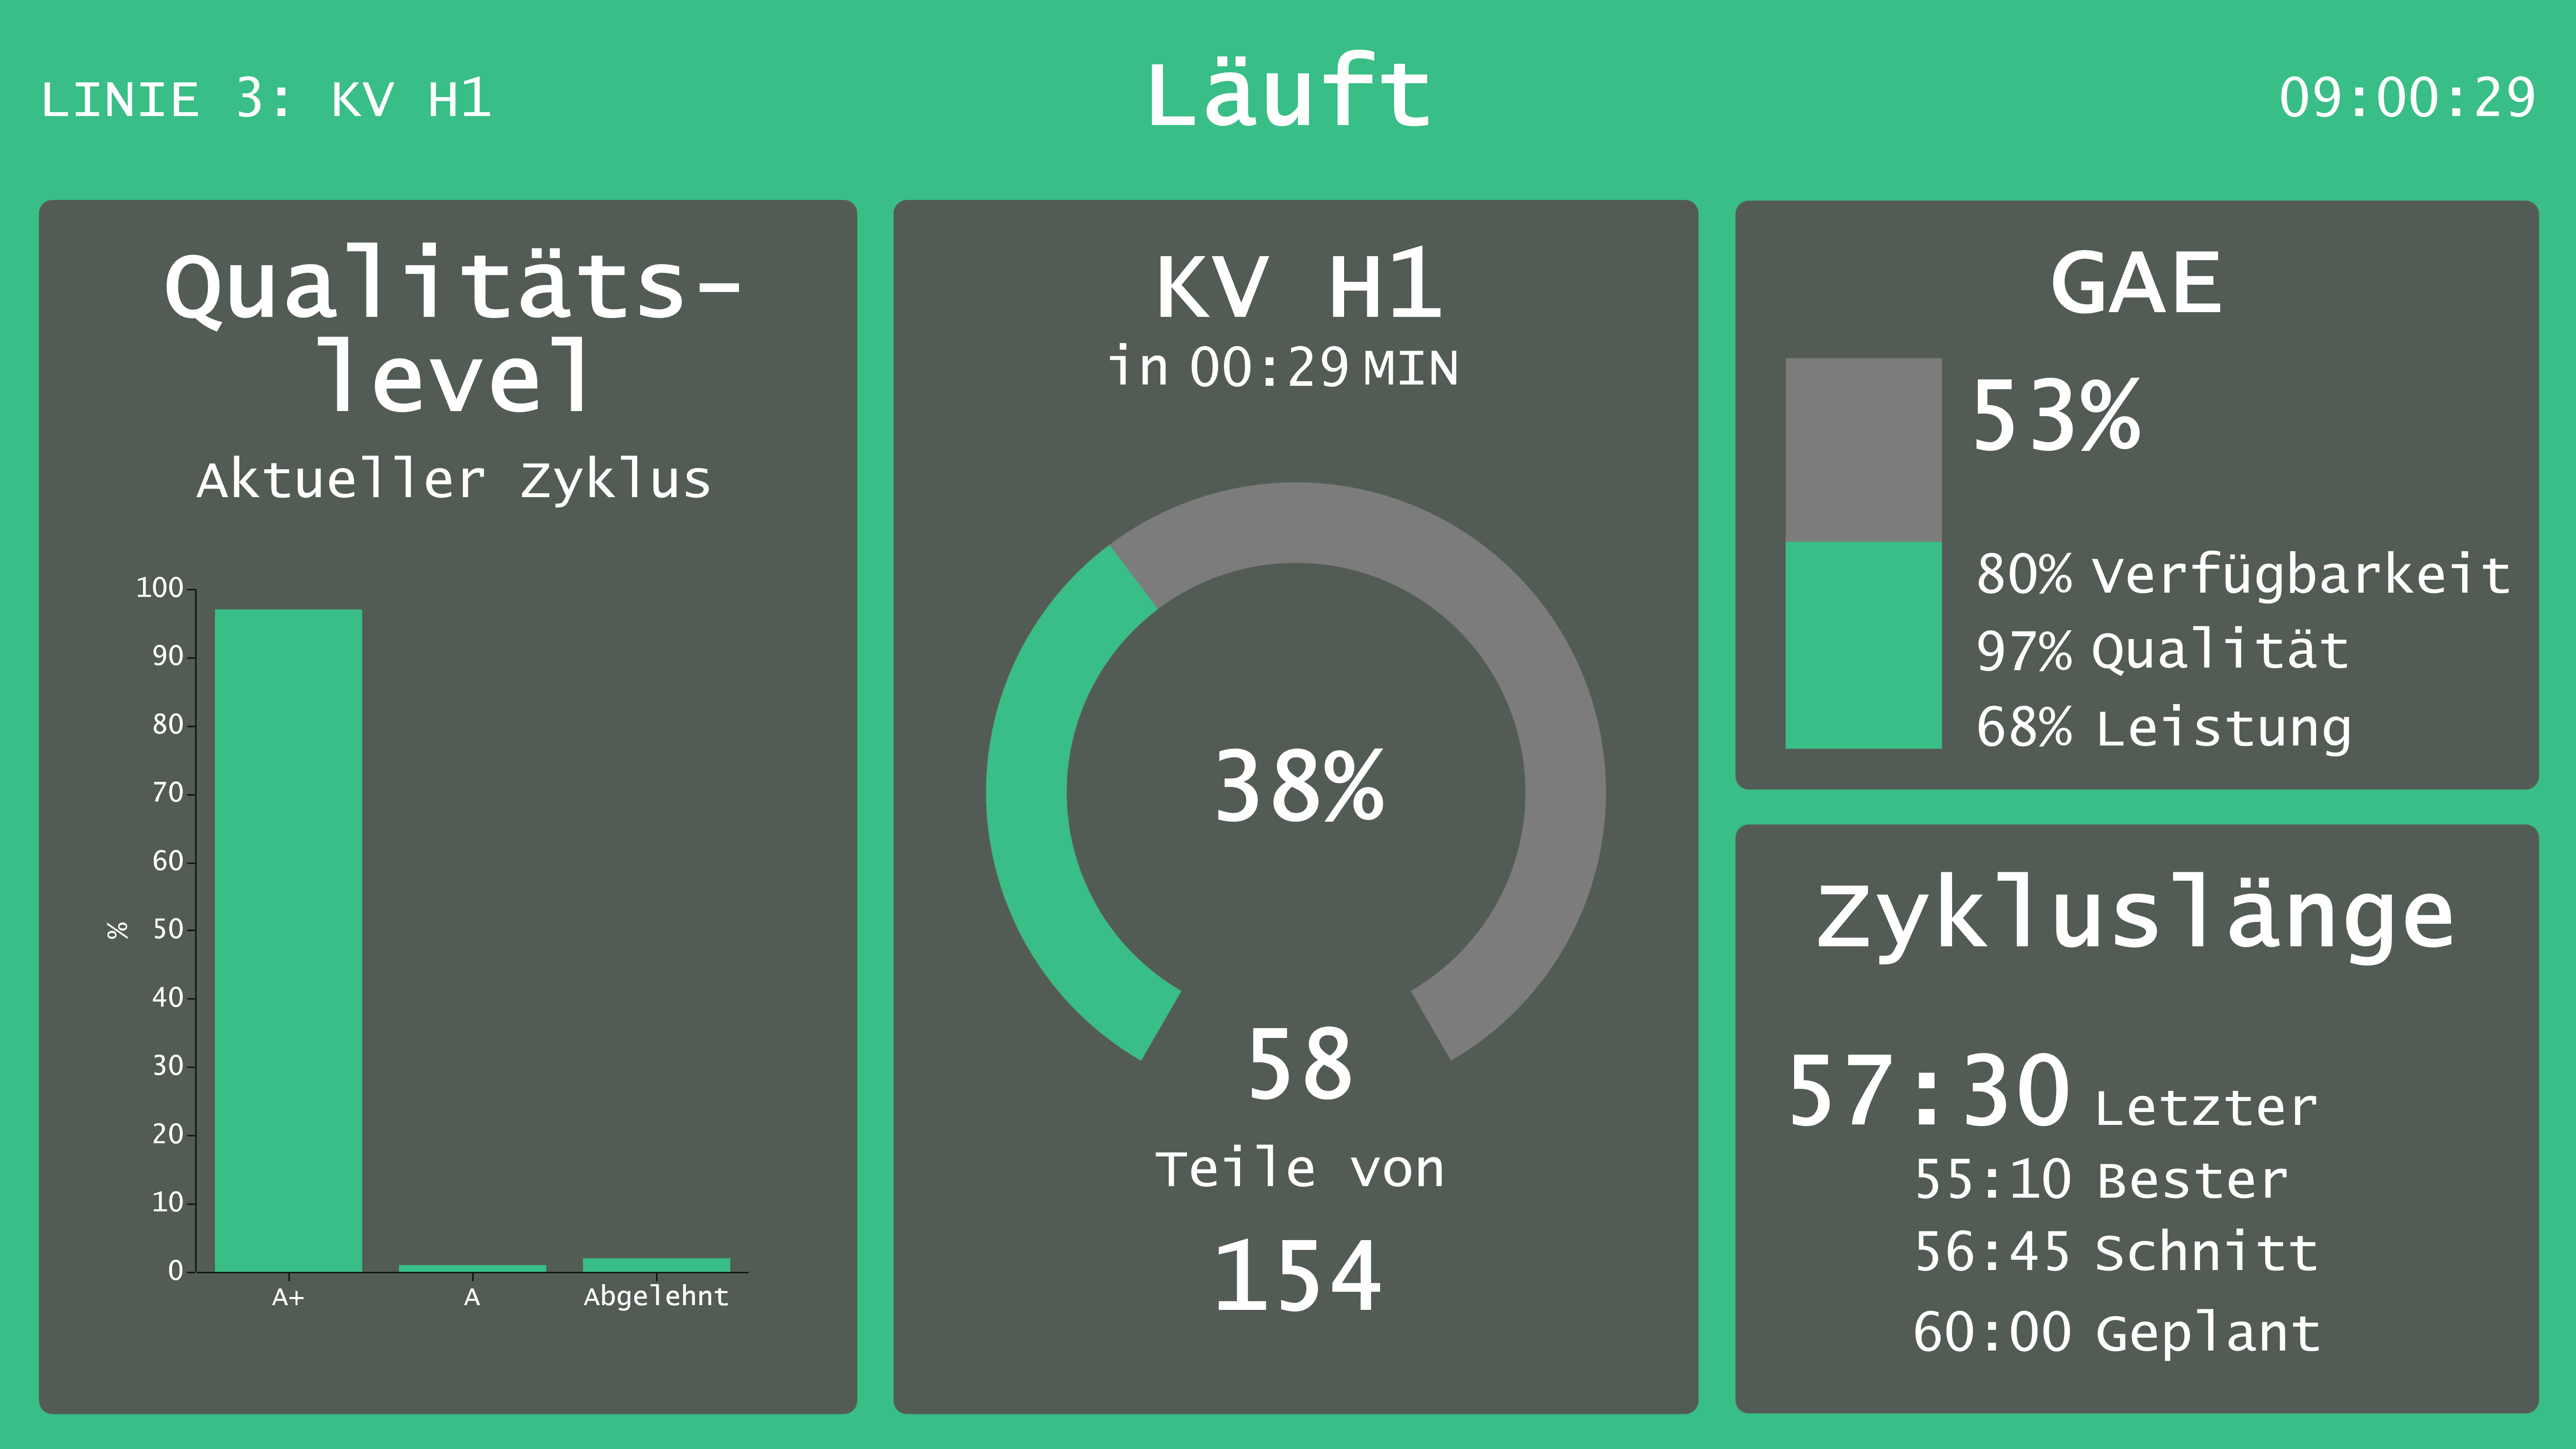 LINIE 3: KV H1
Läuft
09:00:29
Qualitäts-
level
Aktueller Zyklus
100
90
80
70
60
50
40
30
20
10
0
%
A+
A
Abgelehnt
KV H1
in 00:29 MIN
38%
58
Teile von
154
GAE
53%
80% Verfügbarkeit
97% Qualität
68% Leistung
Zykluslänge
57:30 Letzter
55:10 Bester
56:45 Schnitt
60:00 Geplant